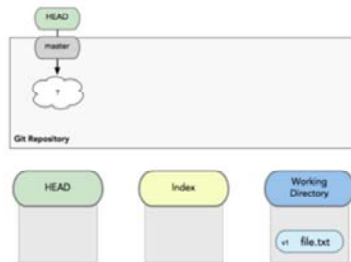 HEAD
master
?
Git Repository
HEAD
Index
Working
Directory
v1 file.txt